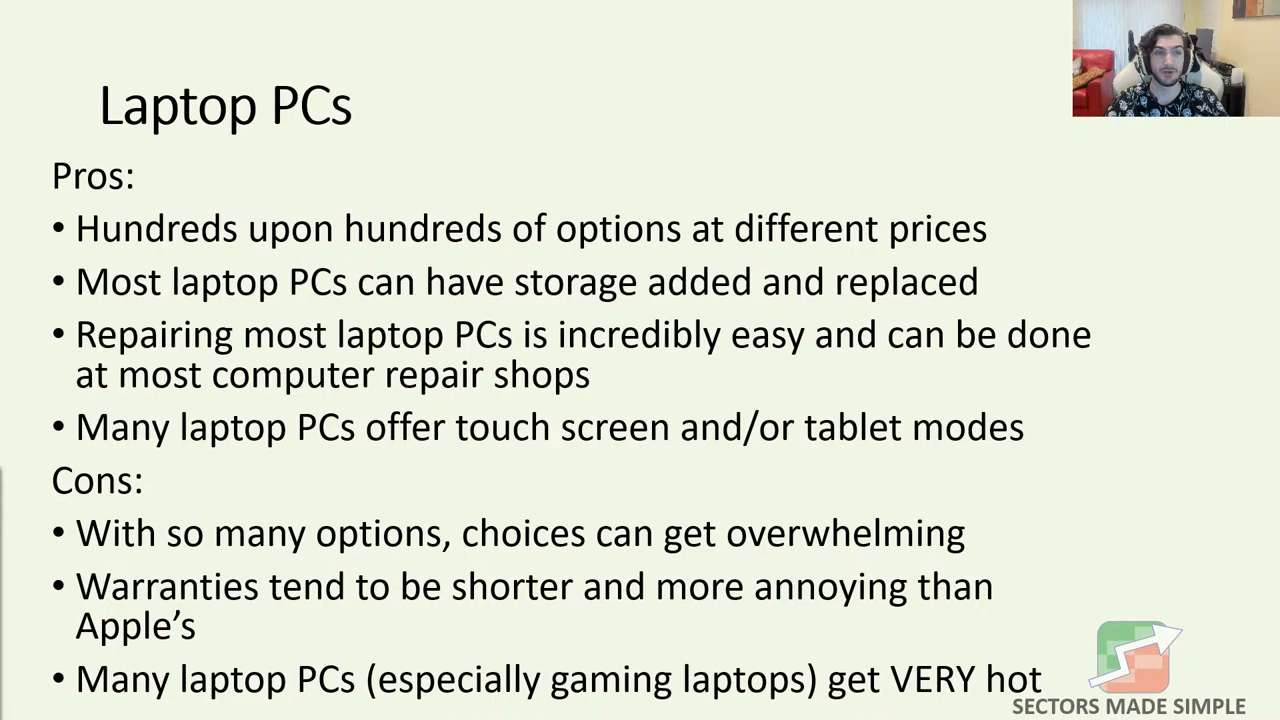 Laptop PCs
Pros:
• Hundreds upon hundreds of options at different prices
• Most laptop PCs can have storage added and replaced
• Repairing most laptop PCs is incredibly easy and can be done
at most computer repair shops
• Many laptop PCs offer touch screen and/or tablet modes
Cons:
• With so many options, choices can get overwhelming
• Warranties tend to be shorter and more annoying than
Apple’s
• Many laptop PCs (especially gaming laptops) get VERY hot
SECTORS MADE SIMPLE